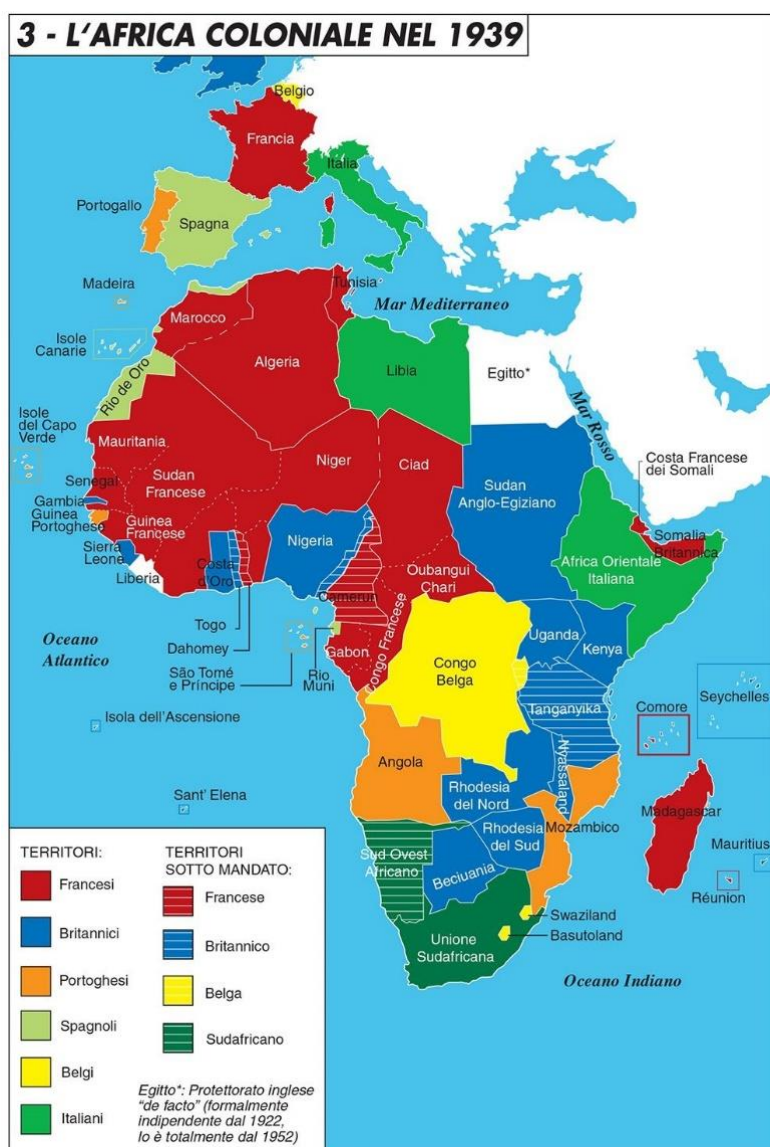 3 - L'AFRICA COLONIALE NEL 1939
Belgio
Francia
Italia
Portogallo
Spagna
Madeira
Tunisia
Mar Mediterraneo
Marocco
Isole
Canarie
Algeria
Libia
Egitto*
Rio de Oro
Mar Rosso
Isole
del Capo
Verde
Mauritania
Niger
Ciad
Costa Francese
dei Somali
Sudan
Francese
Sudan
Anglo-Egiziano
Senegal
Gambia
Guinea
Portoghese
Guinea
Francese
Nigeria
Somalia
Britannica
Sierra
Leone
Costa
d'Oro
Africa Orientale
Italiana
Liberia
Oubangui
Chari
Camerun
Togo
Uganda
Kenya
Oceano
Atlantico
Dahomey
Gabon
Congo Francese
Congo
Belga
São Tomé
e Príncipe
Rio
Muni
Seychelles
Tanganyika
Comore
Isola dell'Ascensione
Nyassaland
Angola
Rhodesia
del Nord
Sant' Elena
Madagascar
Rhodesia
del Sud
Mozambico
Mauritius
Sud Ovest
Africano
Beciuania
Réunion
Swaziland
Basutoland
Unione
Sudafricana
Oceano Indiano
TERRITORI:
Francesi
Britannici
Portoghesi
Spagnoli
Belgi
Italiani
TERRITORI
SOTTO MANDATO:
Francese
Britannico
Belga
Sudafricano
Egitto*: Protettorato inglese
"de facto" (formalmente
indipendente dal 1922,
lo è totalmente dal 1952)